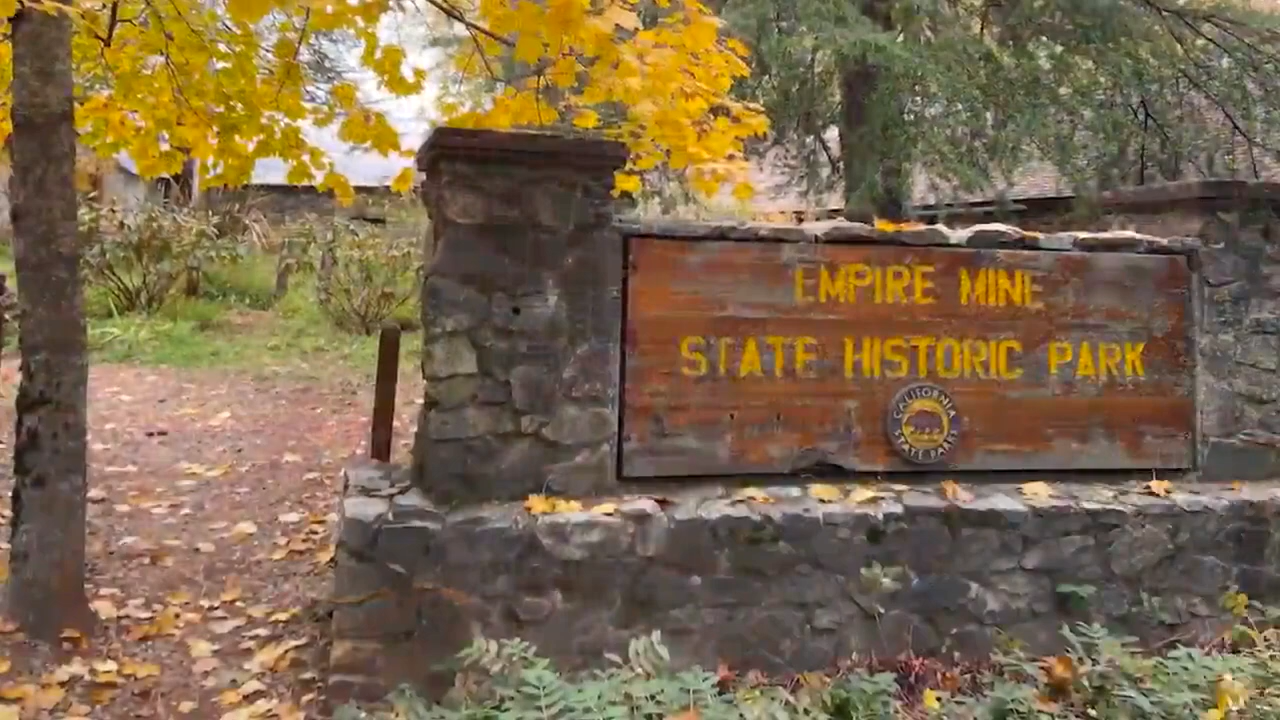 EMPIRE MINE
STATE HISTORIC PARK
CALIFORNIA
STATE PARKS